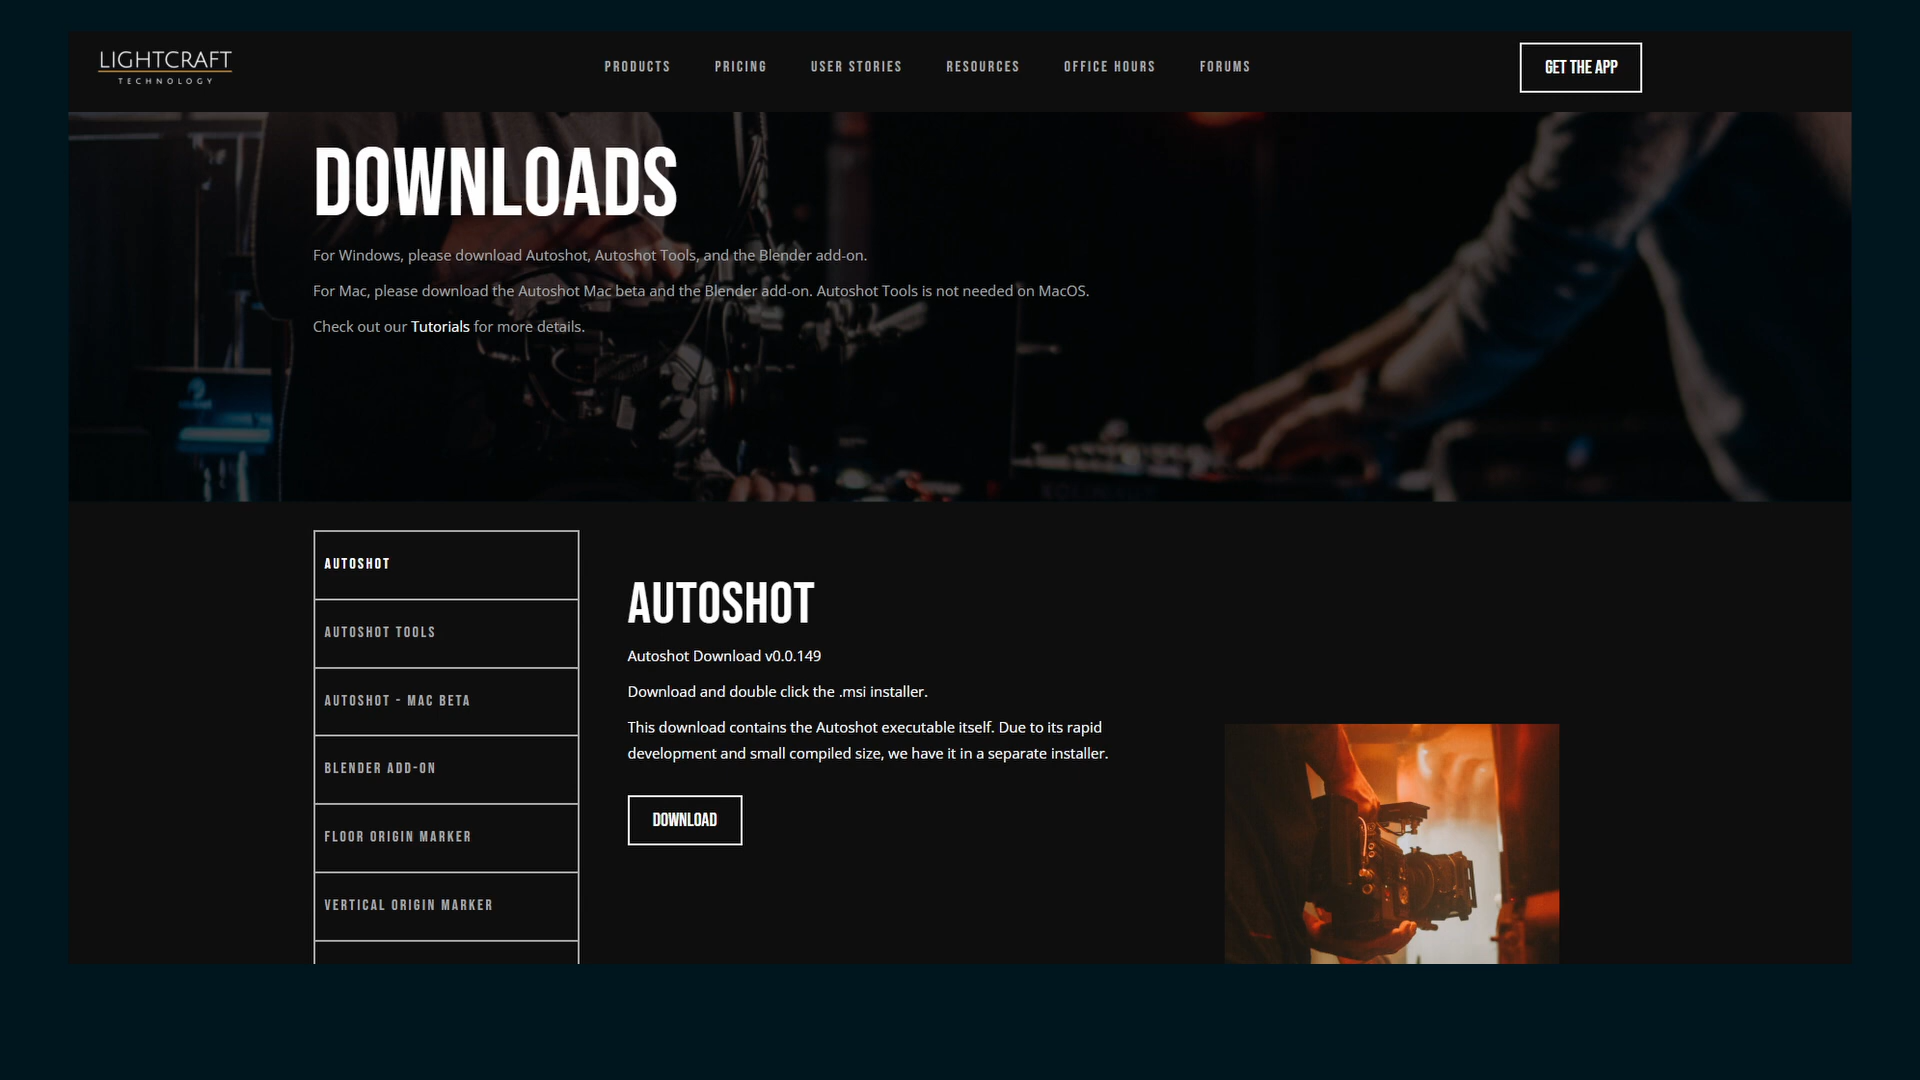 LIGHTCRAFT
TECHNOLOGY
PRODUCTS
PRICING
USER STORIES
RESOURCES
OFFICE HOURS
FORUMS
GET THE APP
DOWNLOADS
For Windows, please download Autoshot, Autoshot Tools, and the Blender add-on.
For Mac, please download the Autoshot Mac beta and the Blender add-on. Autoshot Tools is not needed on MacOS.
Check out our Tutorials for more details.
AUTOSHOT
AUTOSHOT TOOLS
AUTOSHOT - MAC BETA
BLENDER ADD-ON
FLOOR ORIGIN MARKER
VERTICAL ORIGIN MARKER
AUTOSHOT
Autoshot Download v0.0.149
Download and double click the .msi installer.
This download contains the Autoshot executable itself. Due to its rapid
development and small compiled size, we have it in a separate installer.
DOWNLOAD